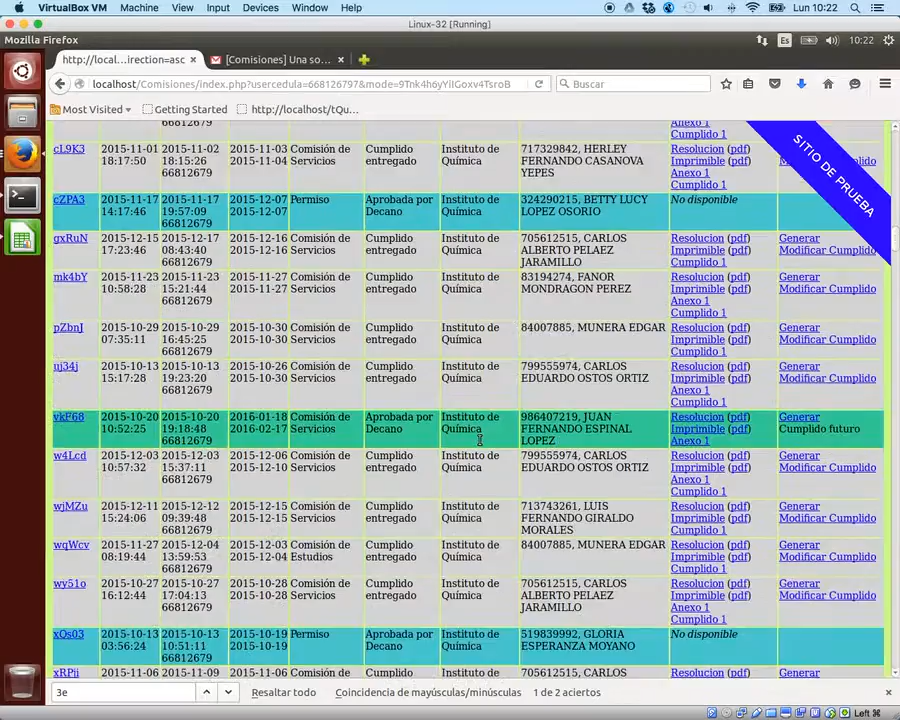 VirtualBox VM Machine View Input Devices Window Help
Lun 10:22
Linux-32 [Running]
Mozilla Firefox
Es
10:22
http://local...irection=asc
[Comisiones] Una so...
localhost/Comisiones/index.php?usercedula=66812679
Buscar
Most Visited
Getting Started
http://localhost/tQu...
SITIO DE PRUEBA
66812679
Anexo 1
Cumplido 1
cL9K3 2015-11-01 2015-11-02 2015-11-03 Comisión de Cumplido Instituto de 717329842, HERLEY Resolucion (pdf) Generar
18:17:50 18:15:26 2015-11-04 Servicios entregado Química FERNANDO CASANOVA Imprimible (pdf)
66812679 YEPES Anexo 1
Cumplido 1
cZPA3 2015-11-17 2015-11-17 2015-12-07 Permiso Aprobada por Instituto de 324290215, BETTY LUCY No disponible
14:17:46 19:57:09 2015-12-07 Decano Química LOPEZ OSORIO
66812679
gxRuN 2015-12-15 2015-12-17 2015-12-16 Comisión de Cumplido Instituto de 705612515, CARLOS Resolucion (pdf) Generar
17:23:46 08:43:40 2015-12-16 Servicios entregado Química ALBERTO PELAEZ Imprimible (pdf) Modificar Cumplido
66812679 JARAMILLO Cumplido 1
mk4bY 2015-11-23 2015-11-23 2015-11-27 Comisión de Cumplido Instituto de 83194274, FANOR Resolucion (pdf) Generar
10:58:28 15:21:44 2015-11-27 Servicios entregado Química MONDRAGON PEREZ Imprimible (pdf) Modificar Cumplido
66812679 Anexo 1
Cumplido 1
pZbnJ 2015-10-29 2015-10-29 2015-10-30 Comisión de Cumplido Instituto de 84007885, MUNERA EDGAR Resolucion (pdf) Generar
07:35:11 16:45:25 2015-10-30 Servicios entregado Química Imprimible (pdf) Modificar Cumplido
66812679 Cumplido 1
uj34j 2015-10-13 2015-10-13 2015-10-26 Comisión de Cumplido Instituto de 799555974, CARLOS Resolucion (pdf) Generar
15:17:28 19:23:20 2015-10-30 Servicios entregado Química EDUARDO OSTOS ORTIZ Imprimible (pdf) Modificar Cumplido
66812679 Anexo 1
Cumplido 1
vkF68 2015-10-20 2015-10-20 2016-01-18 Comisión de Aprobada por Instituto de 986407219, JUAN Resolucion (pdf) Generar
10:52:25 19:18:48 2016-02-17 Servicios Decano Química FERNANDO ESPINAL Imprimible (pdf) Cumplido futuro
66812679 LOPEZ Anexo 1
w4Lcd 2015-12-03 2015-12-03 2015-12-06 Comisión de Cumplido Instituto de 799555974, CARLOS Resolucion (pdf) Generar
10:57:32 15:37:11 2015-12-10 Servicios entregado Química EDUARDO OSTOS ORTIZ Imprimible (pdf) Modificar Cumplido
66812679 Anexo 1
Cumplido 1
wjMZu 2015-12-11 2015-12-12 2015-12-15 Comisión de Cumplido Instituto de 713743261, LUIS Resolucion (pdf) Generar
15:24:06 09:39:48 2015-12-15 Servicios entregado Química FERNANDO GIRALDO Imprimible (pdf) Modificar Cumplido
66812679 MORALES Cumplido 1
wqWcv 2015-11-27 2015-12-04 2015-12-03 Comisión de Cumplido Instituto de 84007885, MUNERA EDGAR Resolucion (pdf) Generar
08:19:44 13:59:53 2015-12-04 Estudios entregado Química Imprimible (pdf) Modificar Cumplido
66812679 Cumplido 1
wy51o 2015-10-27 2015-10-27 2015-10-28 Comisión de Cumplido Instituto de 705612515, CARLOS Resolucion (pdf) Generar
16:12:44 17:04:13 2015-10-28 Servicios entregado Química ALBERTO PELAEZ Imprimible (pdf) Modificar Cumplido
66812679 JARAMILLO Anexo 1
Cumplido 1
xOs03 2015-10-13 2015-10-13 2015-10-19 Permiso Aprobada por Instituto de 519839992, GLORIA No disponible
03:56:24 10:51:11 2015-10-19 Decano Química ESPERANZA MOYANO
66812679
xRPii 2015-11-06 2015-11-09 2015-11-06 Comisión de Cumplido Instituto de 705612515, CARLOS Resolucion (pdf) Generar
3e
Resaltar todo
Coincidencia de mayúsculas/minúsculas
1 de 2 aciertos
Left ⌘